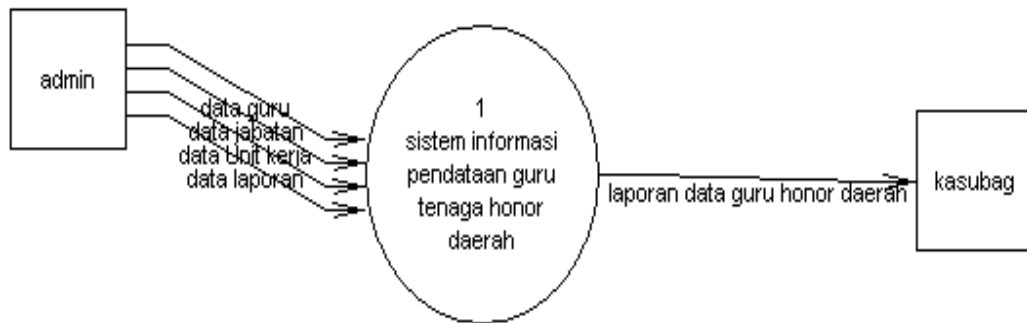 admin
data guru
data jabatan
data Unit kerja
data laporan
1
sistem informasi
pendataan guru
tenaga honor
daerah
laporan data guru honor daerah
kasubag